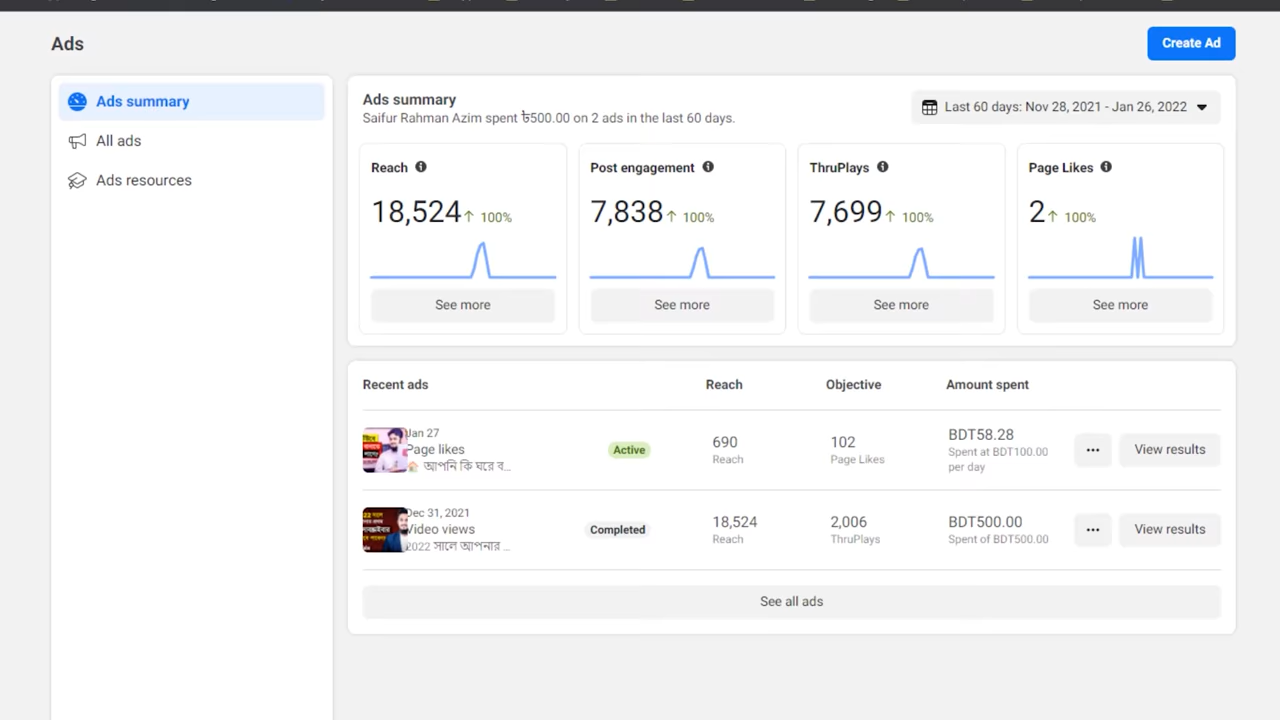 Ads
Create Ad
Ads summary
All ads
Ads resources
Ads summary
Saifur Rahman Azim spent ৳500.00 on 2 ads in the last 60 days.
Last 60 days: Nov 28, 2021 - Jan 26, 2022
Reach
18,524 ↑ 100%
See more
Post engagement
7,838 ↑ 100%
See more
ThruPlays
7,699 ↑ 100%
See more
Page Likes
2 ↑ 100%
See more
Recent ads Reach Objective Amount spent
Jan 27
Page likes
আপনি কি ঘরে ব...
Active
690
Reach
102
Page Likes
BDT58.28
Spent at BDT100.00
per day
...
View results
Dec 31, 2021
Video views
2022 সালে আপনার ...
Completed
18,524
Reach
2,006
ThruPlays
BDT500.00
Spent of BDT500.00
...
View results
See all ads